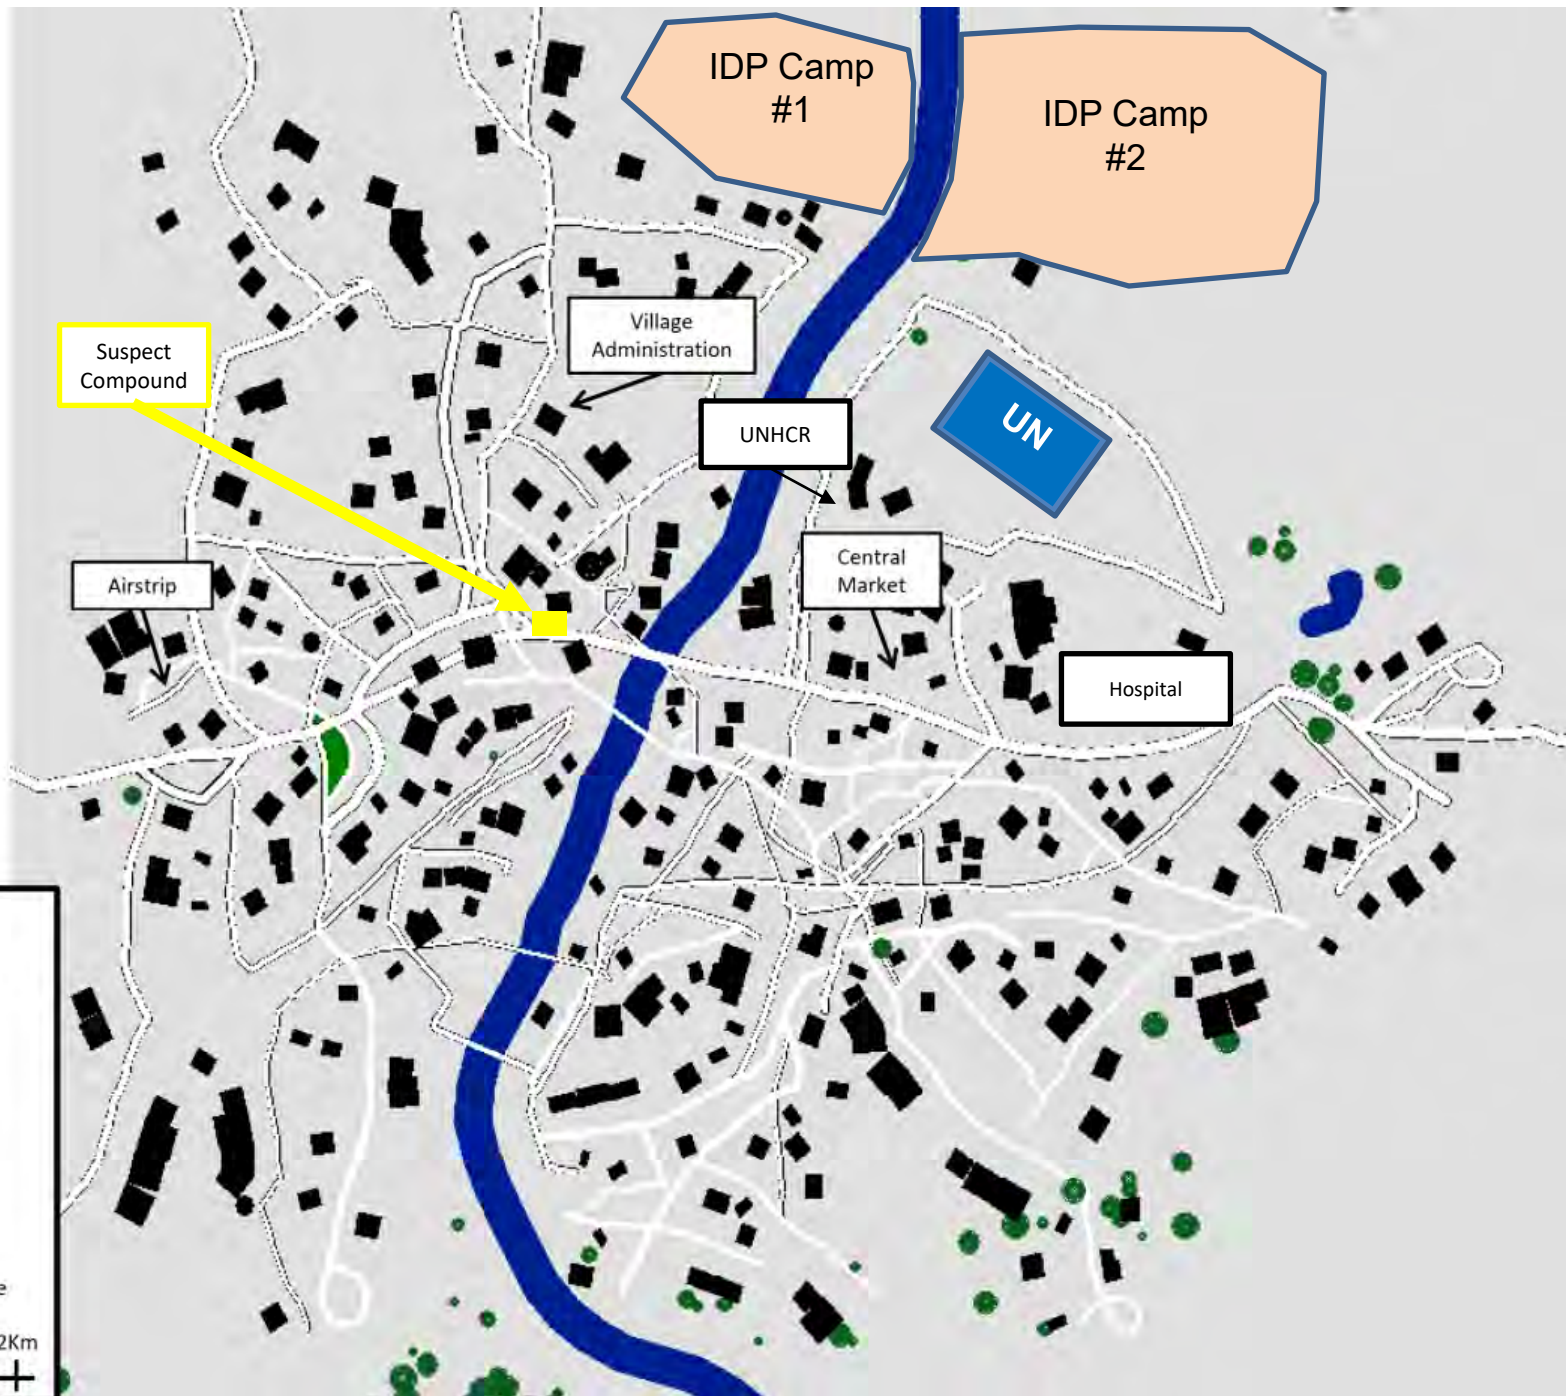 IDP Camp
#1
IDP Camp
#2
Village
Administration
Suspect
Compound
UNHCR
UN
Central
Market
Airstrip
Hospital
e
2Km